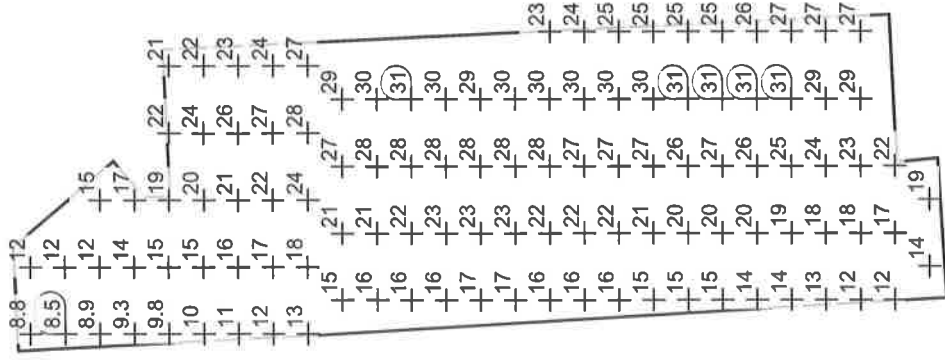 8.8 12
8.5 12
8.9 12 15
9.3 14 17
9.8 15 19 22 21
10 15 20 24 22
11 16 21 26 23
12 17 22 27 24
13 18 24 28 27
15 21 27 29
16 21 28 30
16 22 28 31
16 23 28 30
17 23 28 29
17 23 28 30
16 22 28 30 23
16 22 27 30 24
16 22 27 30 25
15 21 27 30 25
15 20 26 31 25
15 20 27 31 25
14 20 26 31 26
14 19 25 31 27
13 18 24 29 27
12 18 23 29 27
12 17 22
14 19